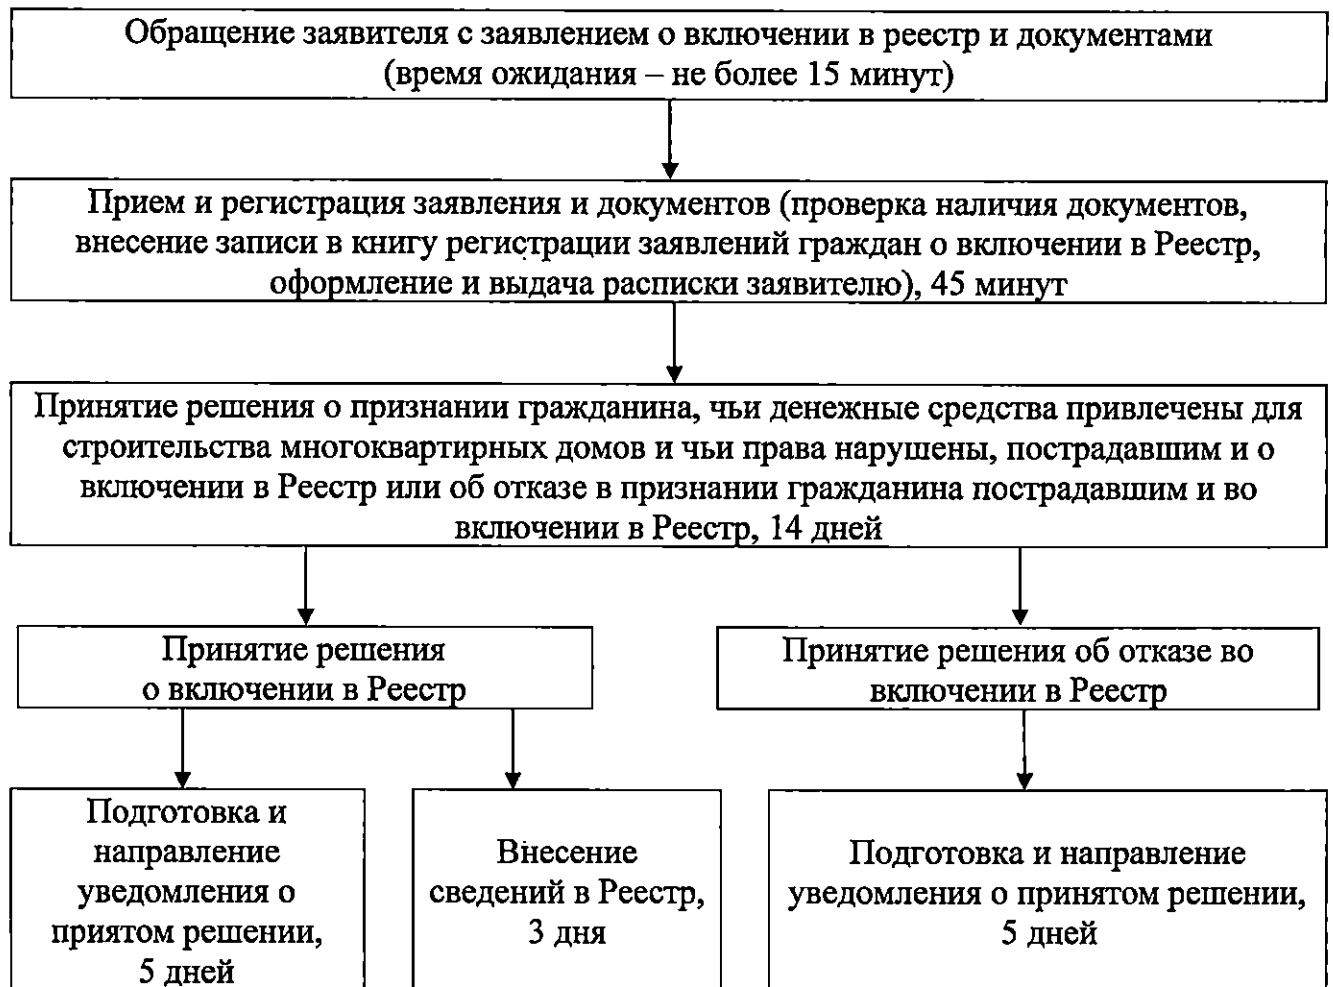 Обращение заявителя с заявлением о включении в реестр и документами
(время ожидания – не более 15 минут)
Прием и регистрация заявления и документов (проверка наличия документов,
внесение записи в книгу регистрации заявлений граждан о включении в Реестр,
оформление и выдача расписки заявителю), 45 минут
Принятие решения о признании гражданина, чьи денежные средства привлечены для
строительства многоквартирных домов и чьи права нарушены, пострадавшим и о
включении в Реестр или об отказе в признании гражданина пострадавшим и во
включении в Реестр, 14 дней
Принятие решения
о включении в Реестр
Принятие решения об отказе во
включении в Реестр
Подготовка и
направление
уведомления о
приятом решении,
5 дней
Внесение
сведений в Реестр,
3 дня
Подготовка и направление
уведомления о принятом решении,
5 дней